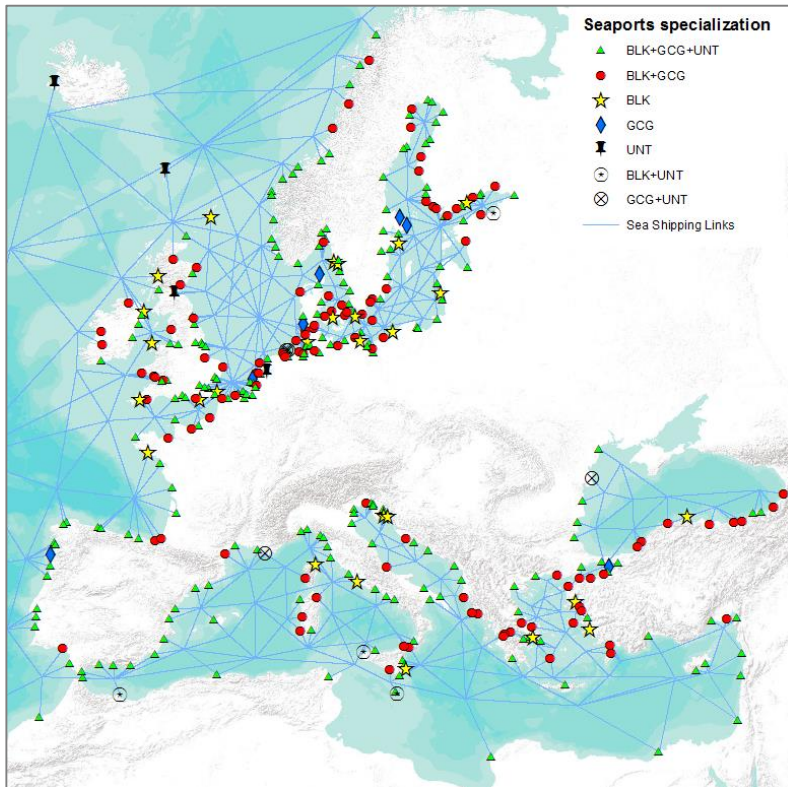 Seaports specialization
BLK+GCG+UNT
BLK+GCG
BLK
GCG
UNT
BLK+UNT
GCG+UNT
Sea Shipping Links